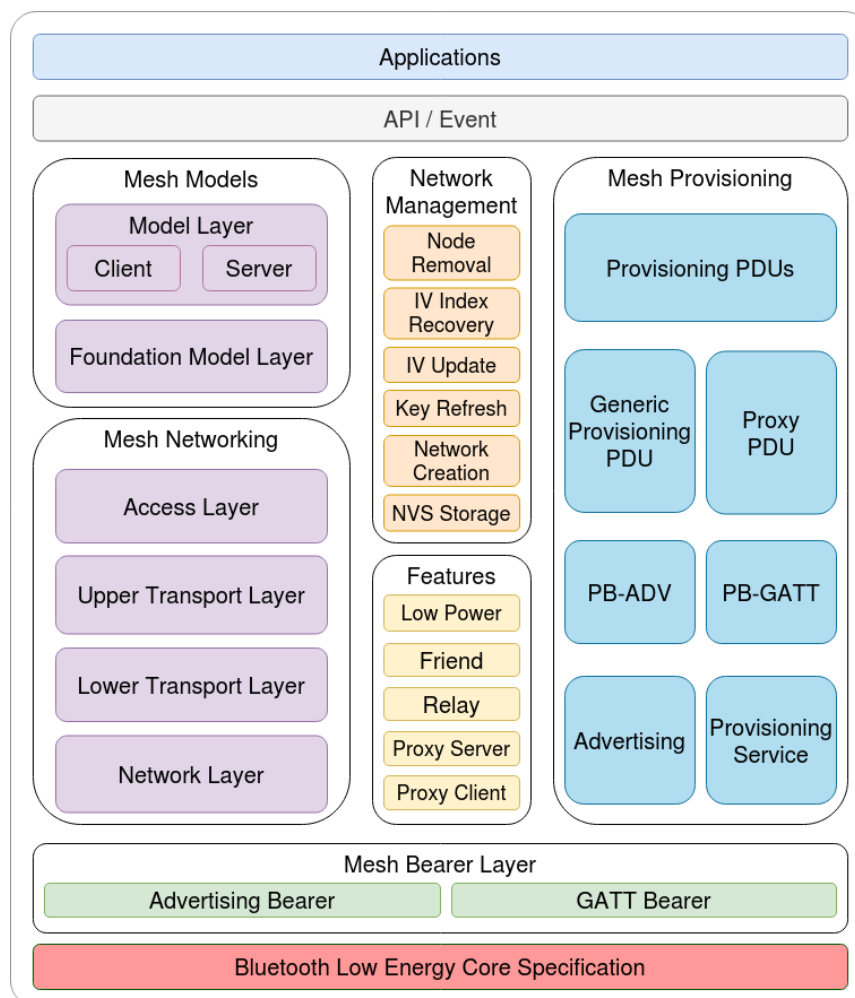 Applications
API / Event
Mesh Models
Model Layer
Client
Server
Foundation Model Layer
Mesh Networking
Access Layer
Upper Transport Layer
Lower Transport Layer
Network Layer
Network
Management
Node
Removal
IV Index
Recovery
IV Update
Key Refresh
Network
Creation
NVS Storage
Features
Low Power
Friend
Relay
Proxy Server
Proxy Client
Mesh Provisioning
Provisioning PDUs
Generic
Provisioning
PDU
Proxy
PDU
PB-ADV
PB-GATT
Advertising
Provisioning
Service
Mesh Bearer Layer
Advertising Bearer
GATT Bearer
Bluetooth Low Energy Core Specification